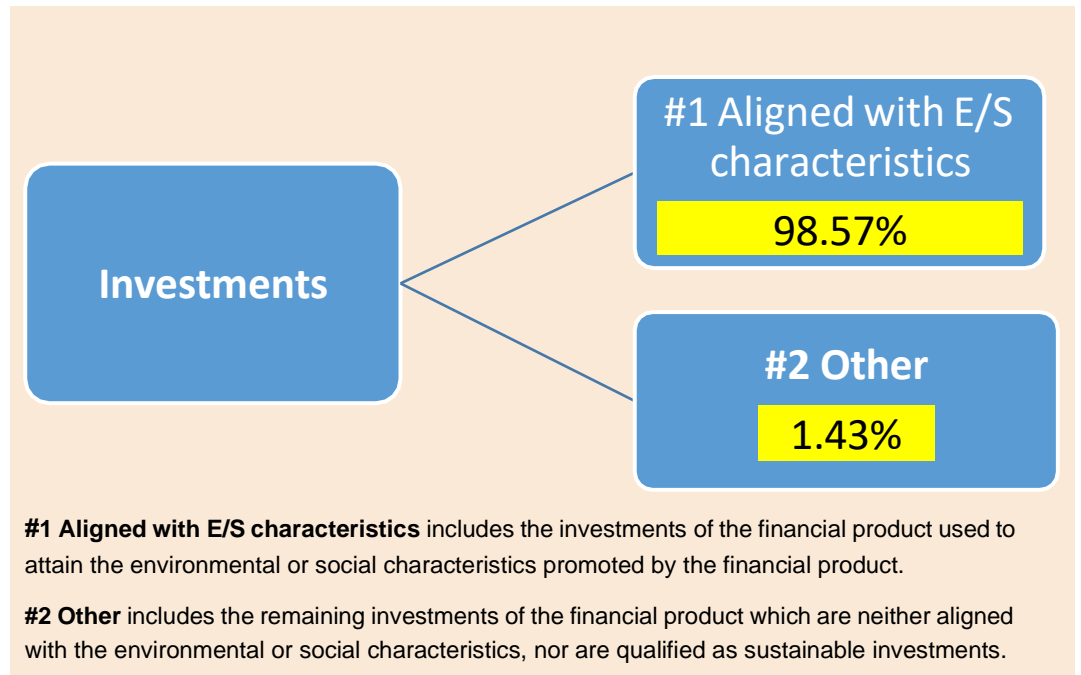 Investments
#1 Aligned with E/S
characteristics
98.57%
#2 Other
1.43%
#1 Aligned with E/S characteristics includes the investments of the financial product used to
attain the environmental or social characteristics promoted by the financial product.
#2 Other includes the remaining investments of the financial product which are neither aligned
with the environmental or social characteristics, nor are qualified as sustainable investments.